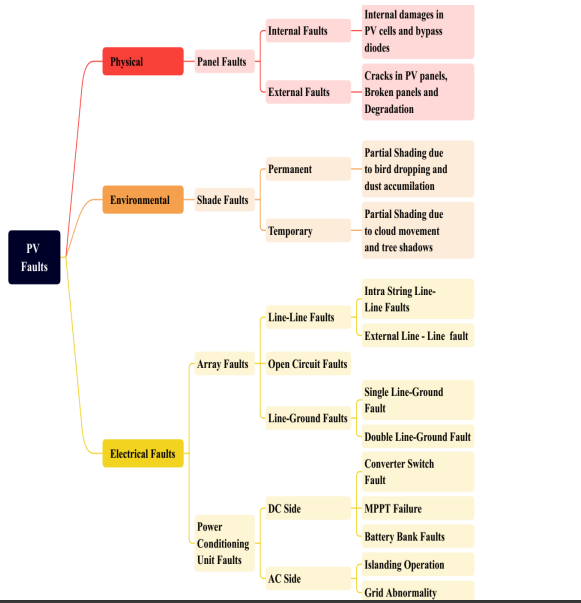 PV
Faults
Physical
Panel Faults
Internal Faults
Internal damages in
PV cells and bypass
diodes
External Faults
Cracks in PV panels,
Broken panels and
Degradation
Environmental
Shade Faults
Permanent
Partial Shading due
to bird dropping and
dust accumilation
Temporary
Partial Shading due
to cloud movement
and tree shadows
Electrical Faults
Array Faults
Line-Line Faults
Intra String Line-
Line Faults
External Line - Line fault
Open Circuit Faults
Line-Ground Faults
Single Line-Ground
Fault
Double Line-Ground Fault
Power
Conditioning
Unit Faults
DC Side
Converter Switch
Fault
MPPT Failure
Battery Bank Faults
AC Side
Islanding Operation
Grid Abnormality